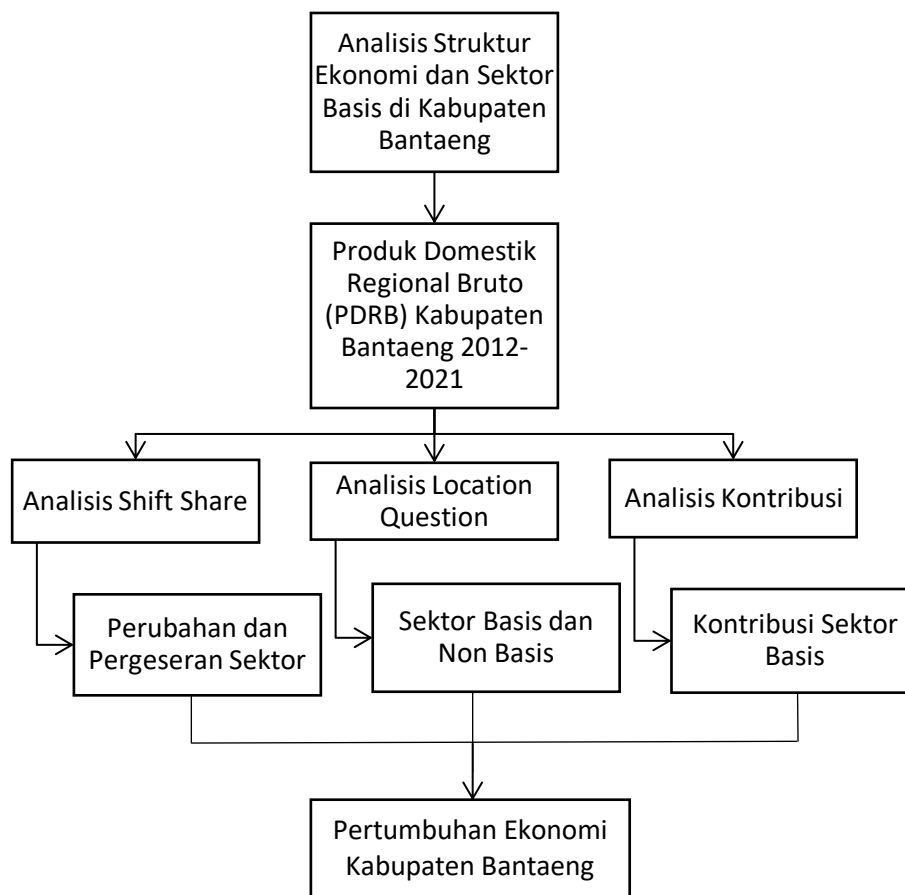 Analisis Struktur
Ekonomi dan Sektor
Basis di Kabupaten
Bantaeng
Produk Domestik
Regional Bruto
(PDRB) Kabupaten
Bantaeng 2012-
2021
Analisis Shift Share
Analisis Location
Question
Analisis Kontribusi
Perubahan dan
Pergeseran Sektor
Sektor Basis dan
Non Basis
Kontribusi Sektor
Basis
Pertumbuhan Ekonomi
Kabupaten Bantaeng